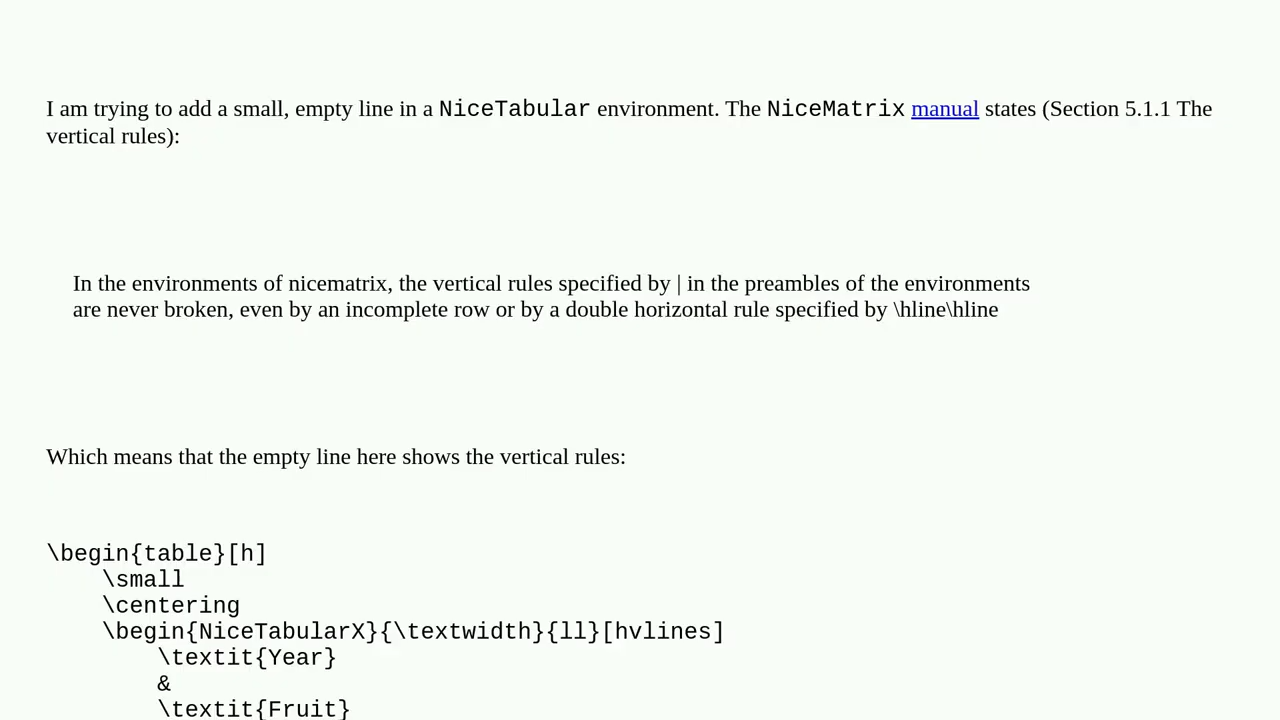 I am trying to add a small, empty line in a NiceTabular environment. The NiceMatrix manual states (Section 5.1.1 The
vertical rules):
In the environments of nicematrix, the vertical rules specified by | in the preambles of the environments
are never broken, even by an incomplete row or by a double horizontal rule specified by \hline\hline
Which means that the empty line here shows the vertical rules:
\begin{table}[h]
    \small
    \centering
    \begin{NiceTabularX}{\textwidth}{ll}[hvlines]
        \textit{Year}
        &
        \textit{Fruit}